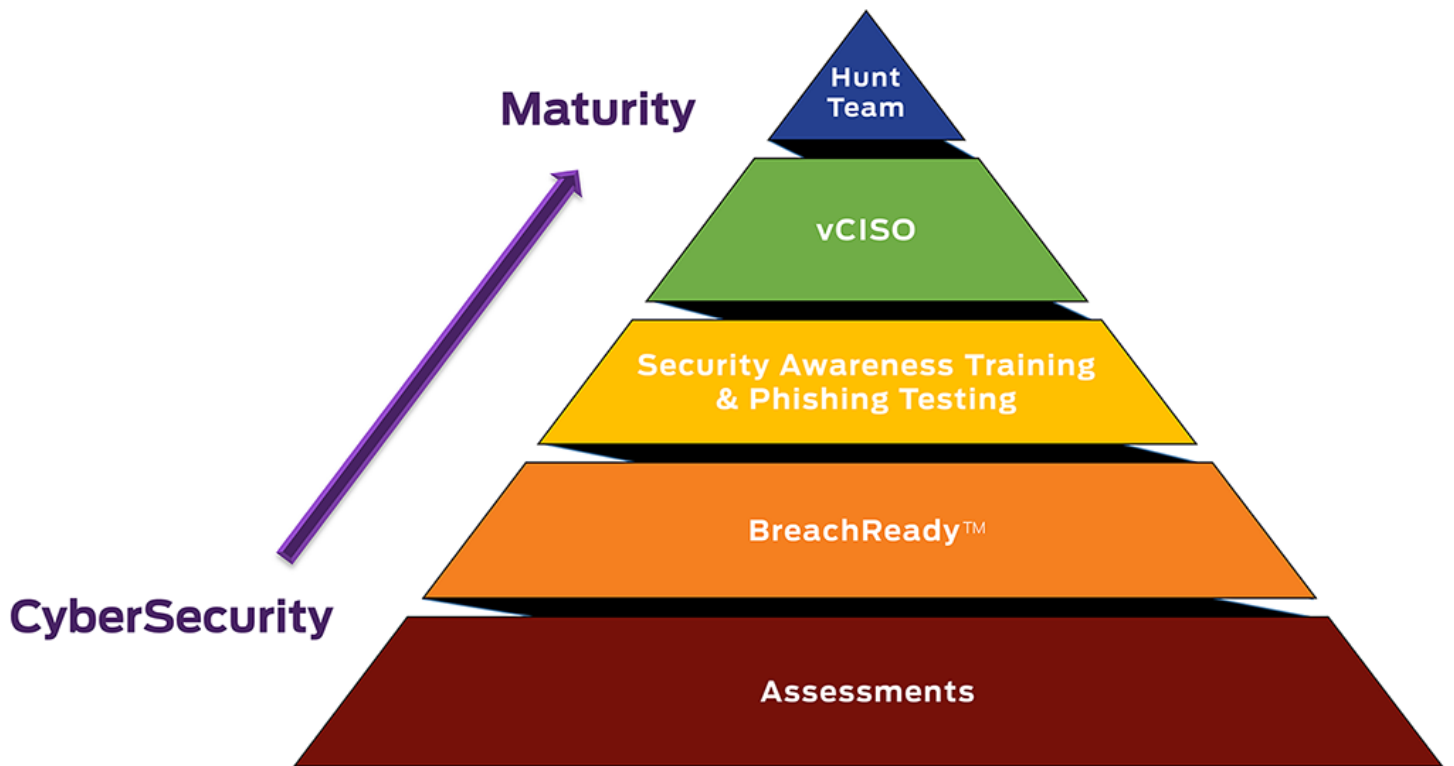 Hunt
Team
Maturity
vCISO
Security Awareness Training
& Phishing Testing
BreachReady™
CyberSecurity
Assessments